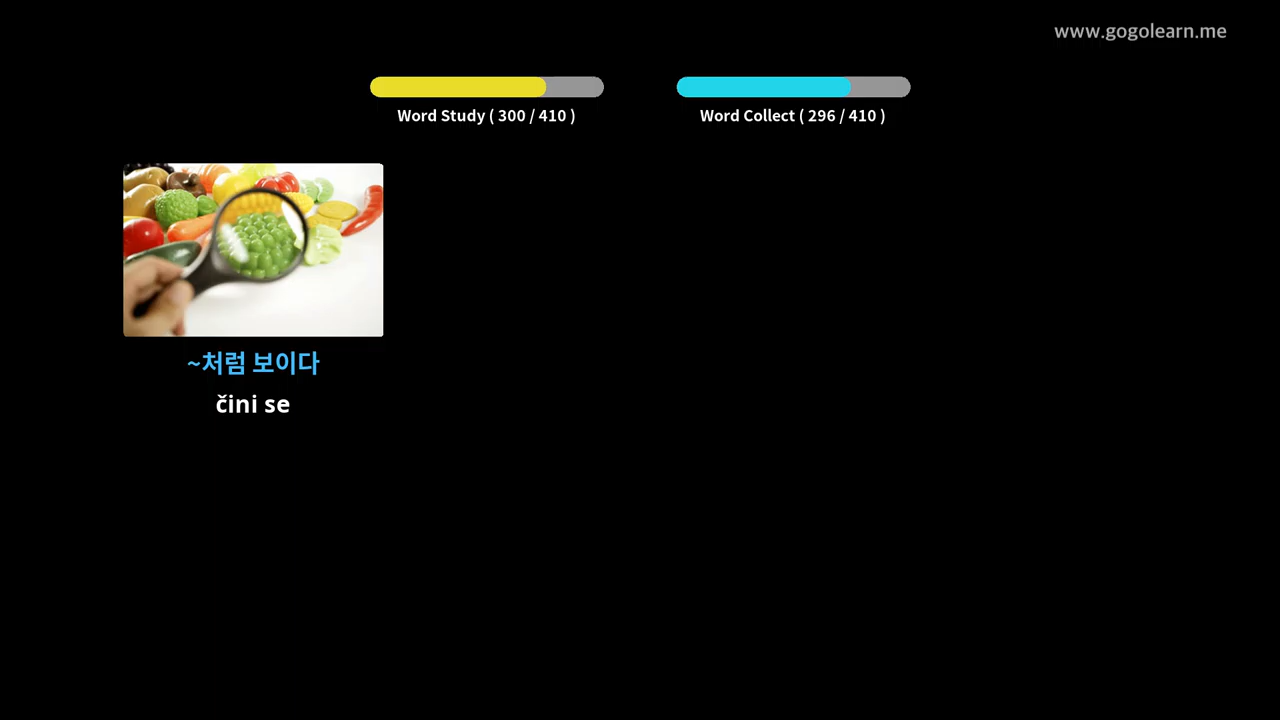 www.gogolearn.me
Word Study ( 300 / 410 )
Word Collect ( 296 / 410 )
~처럼 보이다
čini se